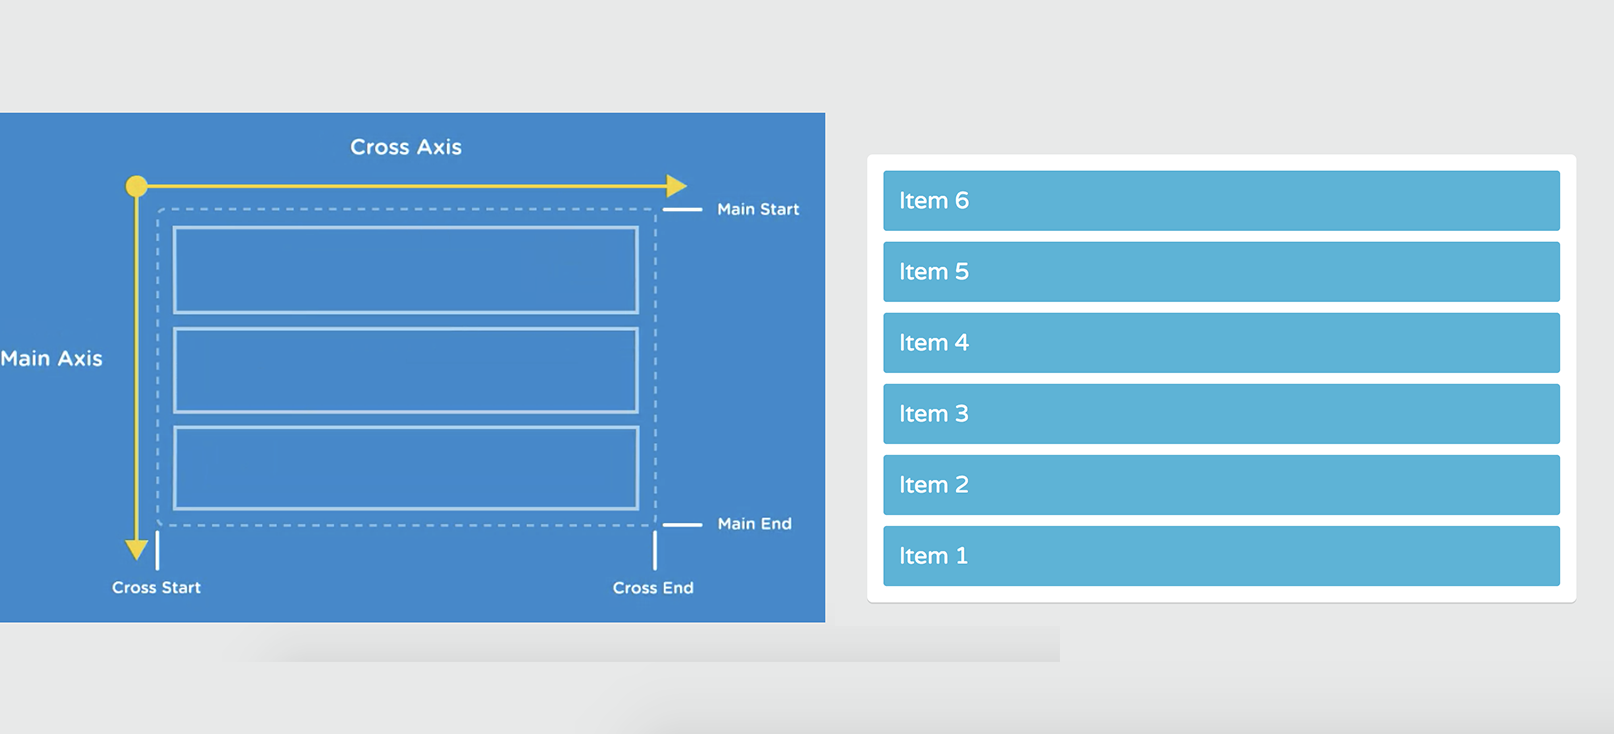 Cross Axis
Main Start
Main Axis
Main End
Cross Start
Cross End
Item 6
Item 5
Item 4
Item 3
Item 2
Item 1